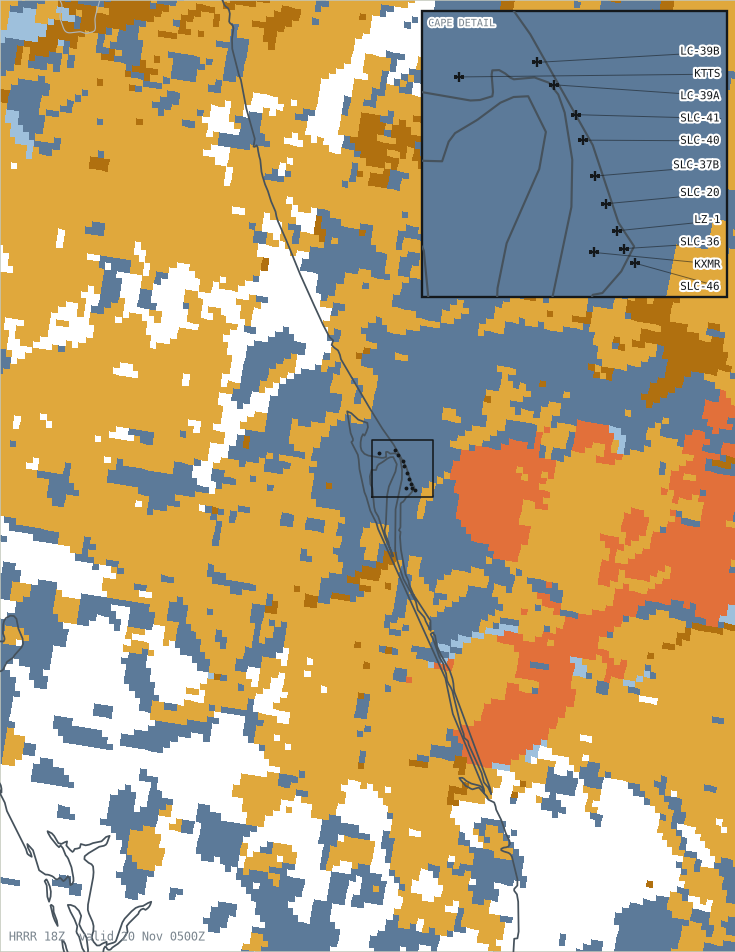 CAPE DETAIL
LC-39B
KTTS
LC-39A
SLC-41
SLC-40
SLC-37B
SLC-20
LZ-1
SLC-36
KXMR
SLC-46
HRRR 18Z  valid 20 Nov 0500Z